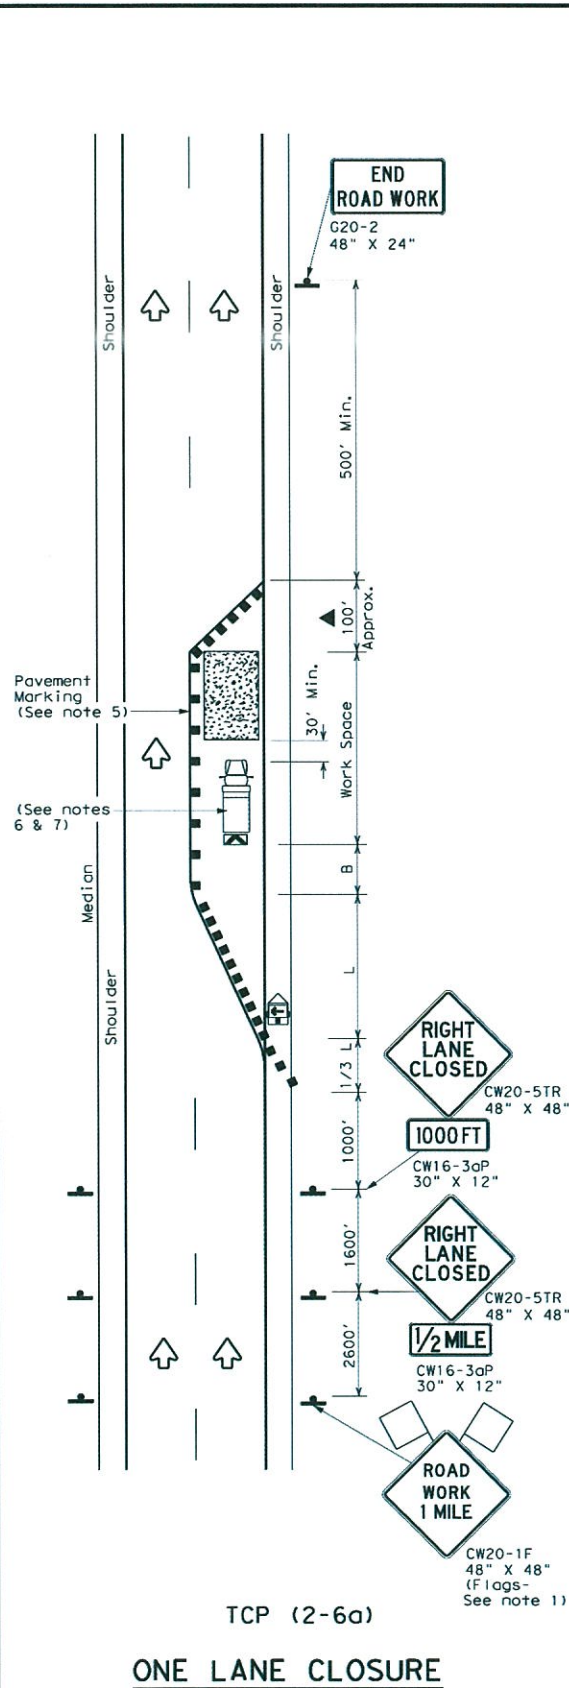 END
ROAD WORK
G20-2
48" X 24"
Shoulder
Shoulder
500' Min.
100'
Approx.
Pavement
Marking
(See note 5)
30' Min.
Work Space
(See notes
6 & 7)
B
Median
L
Shoulder
1/3 L
RIGHT
LANE
CLOSED
CW20-5TR
48" X 48"
1000'
1000 FT
CW16-3aP
30" X 12"
1600'
RIGHT
LANE
CLOSED
CW20-5TR
48" X 48"
2600'
1/2 MILE
CW16-3aP
30" X 12"
ROAD
WORK
1 MILE
CW20-1F
48" X 48"
(Flags-
See note 1)
TCP (2-6a)
ONE LANE CLOSURE